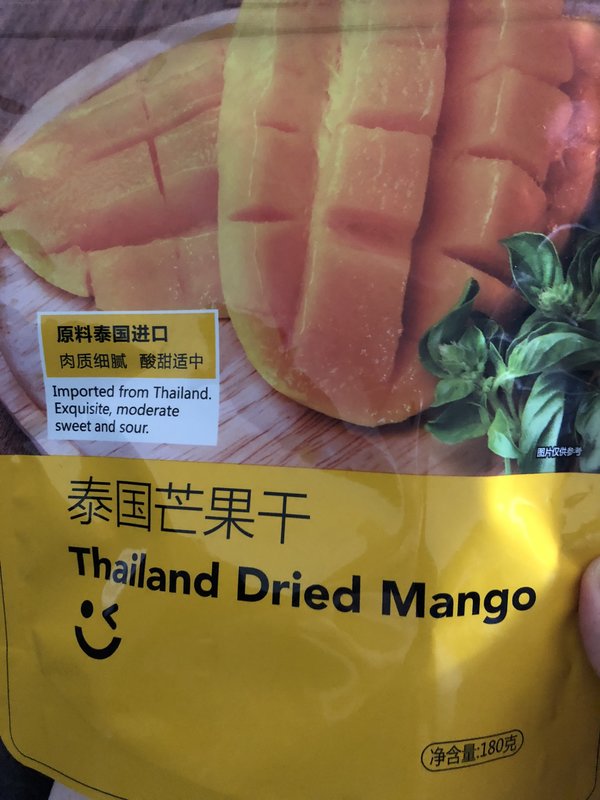 原料泰国进口
肉质细腻 酸甜适中
Imported from Thailand.
Exquisite, moderate
sweet and sour.
图片仅供参考
泰国芒果干
Thailand Dried Mango
净含量:180克